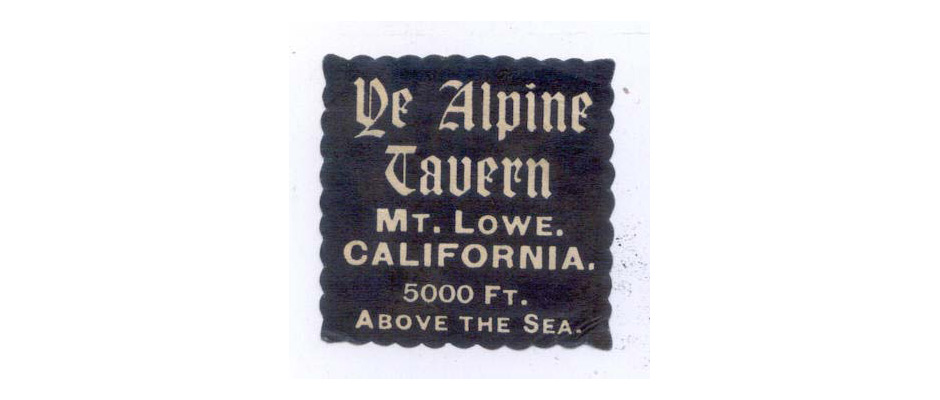 Ye Alpine
Tavern
MT. LOWE.
CALIFORNIA.
5000 FT.
ABOVE THE SEA.